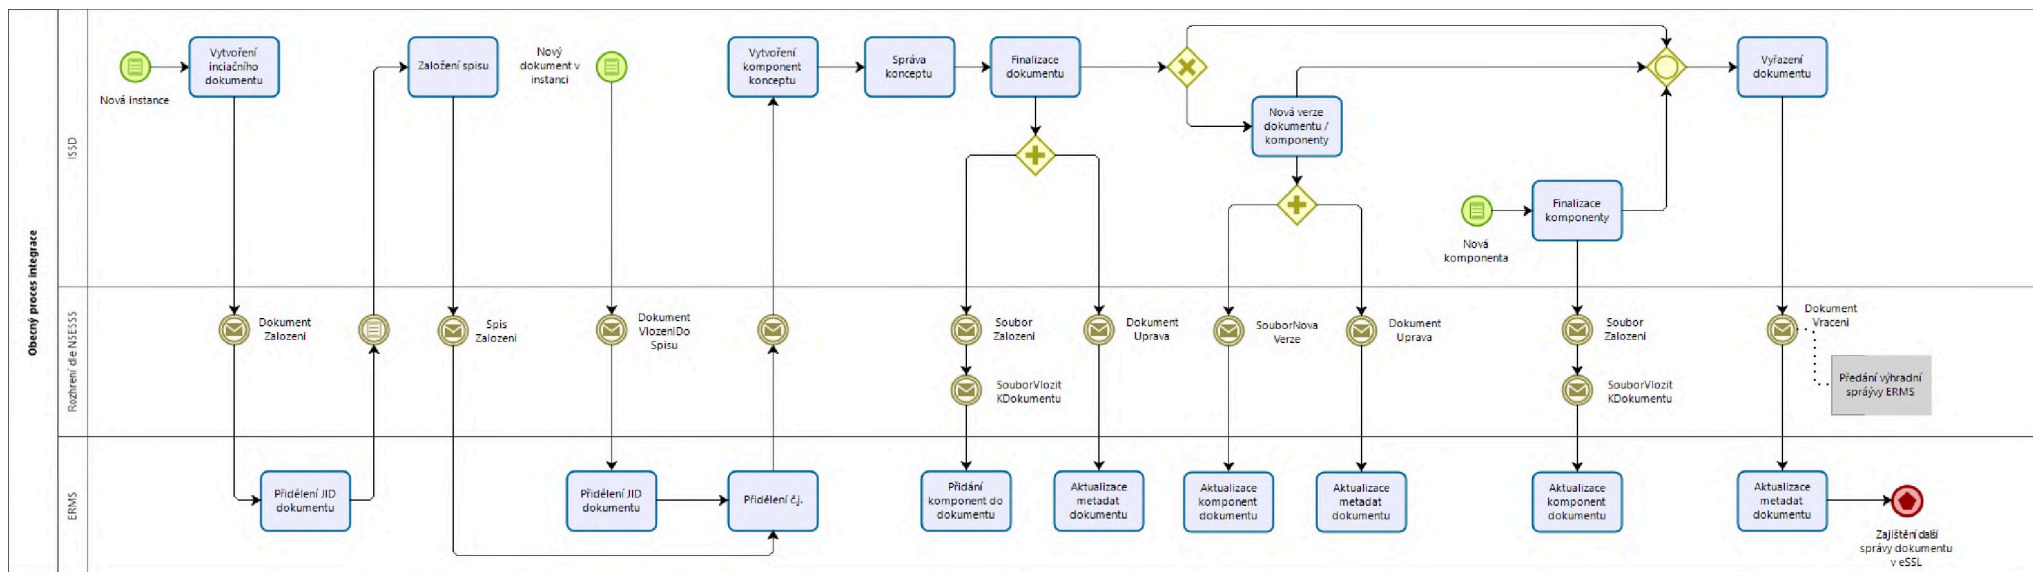 Obecný proces integrace
ISSD
Nová instance
Vytvoření
inciačního
dokumentu
Založení spisu
Nový
dokument v
instanci
Vytvoření
komponent
konceptu
Správa
konceptu
Finalizace
dokumentu
Nová verze
dokumentu /
komponenty
Nová
komponenta
Finalizace
komponenty
Vyřazení
dokumentu
Rozhrení dle NSESSS
Dokument
Zalozeni
Spis
Zalozeni
Dokument
VlozeniDo
Spisu
Soubor
Zalozeni
SouborVlozit
KDokumentu
Dokument
Uprava
SouborNova
Verze
Dokument
Uprava
Soubor
Zalozeni
SouborVlozit
KDokumentu
Dokument
Vraceni
Předání výhradní
správyy ERMS
ERMS
Přidělení JID
dokumentu
Přidělení JID
dokumentu
Přidělení č.j.
Přidání
komponent do
dokumentu
Aktualizace
metadat
dokumentu
Aktualizace
komponent
dokumentu
Aktualizace
metadat
dokumentu
Aktualizace
komponent
dokumentu
Aktualizace
metadat
dokumentu
Zajištění další
správy dokumentu
v eSSL